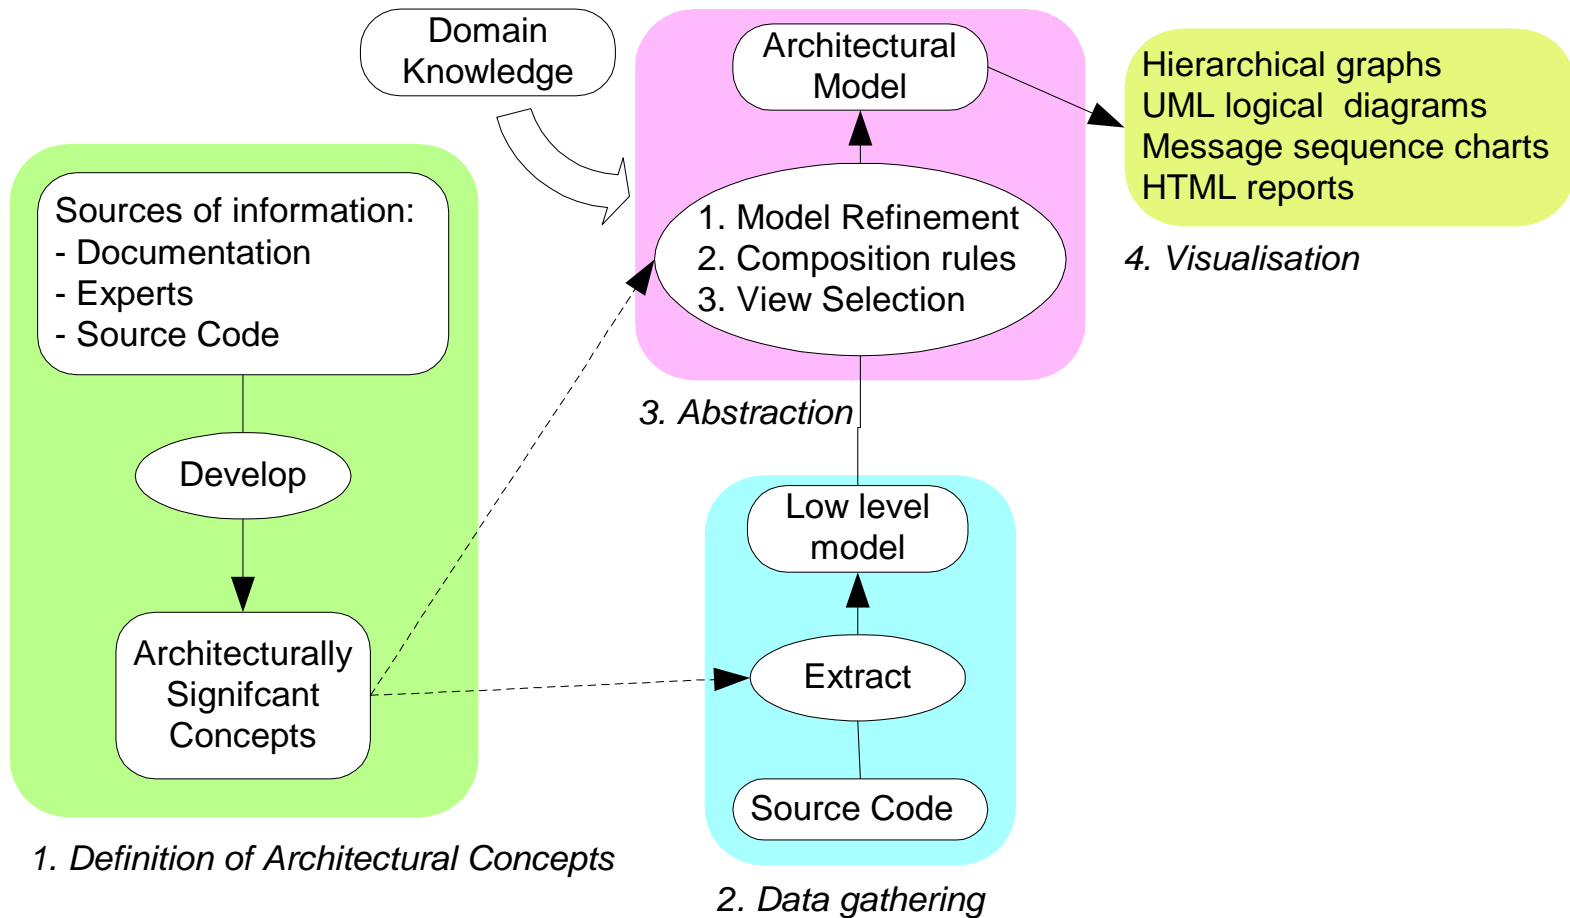 Domain
Knowledge
Architectural
Model
Hierarchical graphs
UML logical  diagrams
Message sequence charts
HTML reports
4. Visualisation
Sources of information:
- Documentation
- Experts
- Source Code
1. Model Refinement
2. Composition rules
3. View Selection
3. Abstraction
Develop
Low level
model
Architecturally
Signifcant
Concepts
Extract
Source Code
1. Definition of Architectural Concepts
2. Data gathering